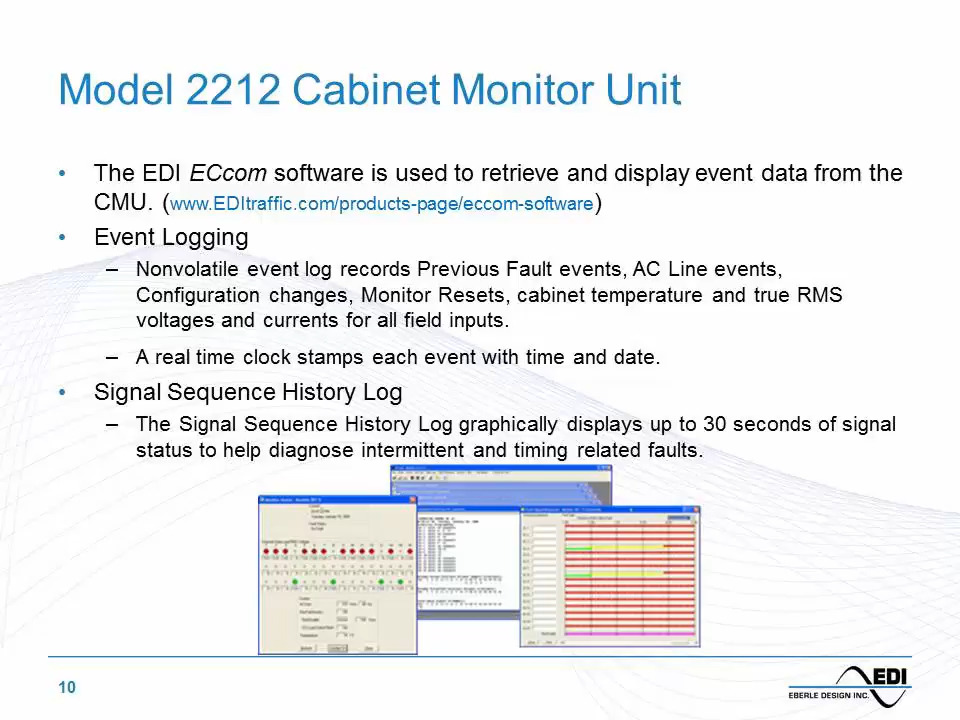 Model 2212 Cabinet Monitor Unit
• The EDI ECcom software is used to retrieve and display event data from the
CMU. (www.EDItraffic.com/products-page/eccom-software)
• Event Logging
– Nonvolatile event log records Previous Fault events, AC Line events,
Configuration changes, Monitor Resets, cabinet temperature and true RMS
voltages and currents for all field inputs.
– A real time clock stamps each event with time and date.
• Signal Sequence History Log
– The Signal Sequence History Log graphically displays up to 30 seconds of signal
status to help diagnose intermittent and timing related faults.
10
EDI
EBERLE DESIGN INC.